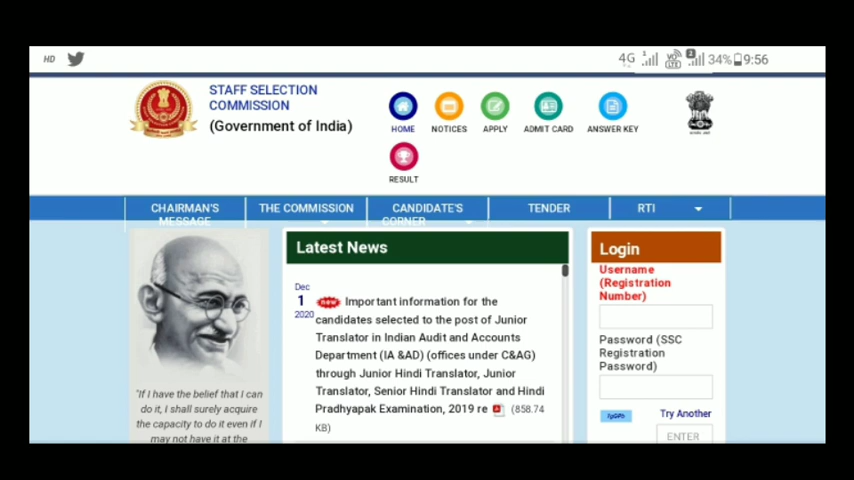 HD
4G 1 VO LTE 2 34% 9:56
STAFF SELECTION
COMMISSION
(Government of India)
HOME NOTICES APPLY ADMIT CARD ANSWER KEY
RESULT
CHAIRMAN'S MESSAGE
THE COMMISSION
CANDIDATE'S CORNER
TENDER
RTI
"If I have the belief that I can
do it, I shall surely acquire
the capacity to do it even if I
may not have it at the
Latest News
Dec
1
2020
new Important information for the
candidates selected to the post of Junior
Translator in Indian Audit and Accounts
Department (IA &AD) (offices under C&AG)
through Junior Hindi Translator, Junior
Translator, Senior Hindi Translator and Hindi
Pradhyapak Examination, 2019 re (858.74
KB)
Login
Username
(Registration
Number)
Password (SSC
Registration
Password)
Try Another
ENTER